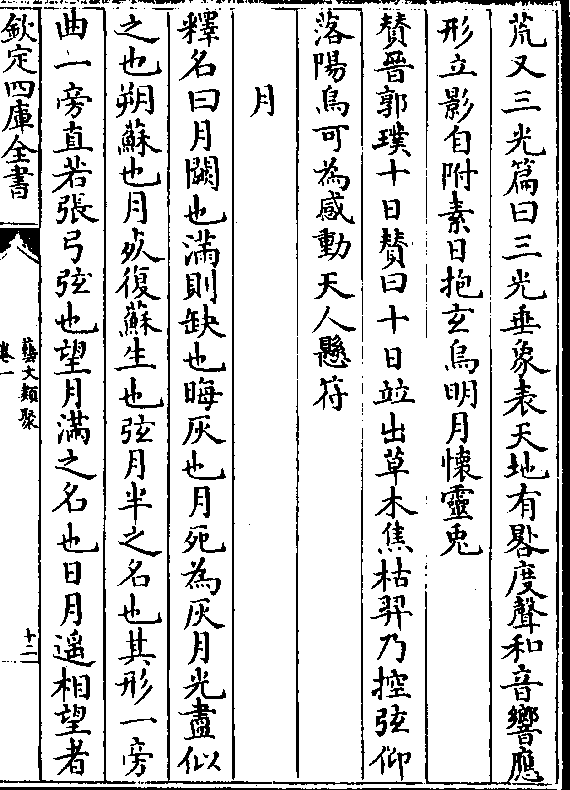 荒又三光篇曰三光垂象表天地有晷度聲和音響應
形立影自附素日抱玄烏明月懷靈兎
賛晉郭璞十日賛曰十日竝出草木焦枯羿乃控弦仰
落陽烏可為感動天人懸符
月
釋名曰月闕也滿則缺也晦灰也月死為灰月光盡似
之也朔蘇也月死復蘇生也弦月半之名也其形一旁
曲一旁直若張弓弦也望月滿之名也日月遥相望者
欽定四庫全書
藝文類聚
卷一
十二